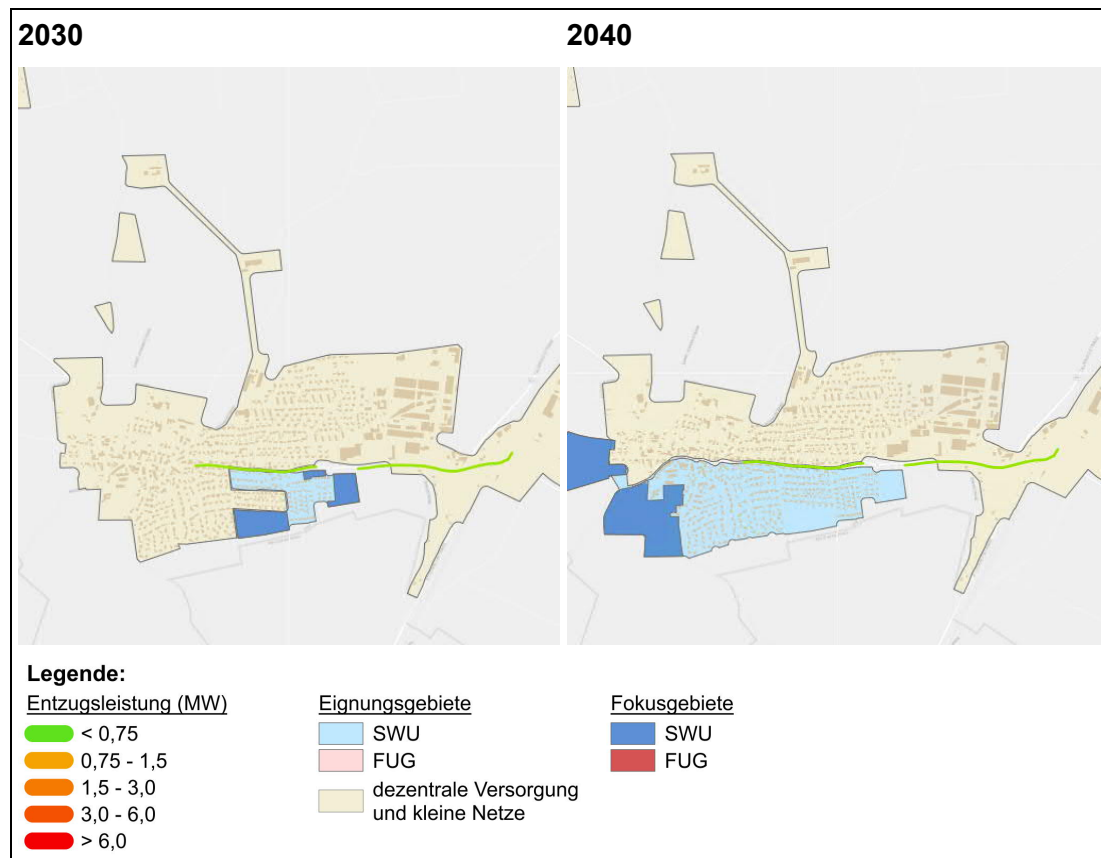 2030
2040
Legende:
Entzugsleistung (MW)
< 0,75
0,75 - 1,5
1,5 - 3,0
3,0 - 6,0
> 6,0
Eignungsgebiete
SWU
FUG
dezentrale Versorgung
und kleine Netze
Fokusgebiete
SWU
FUG